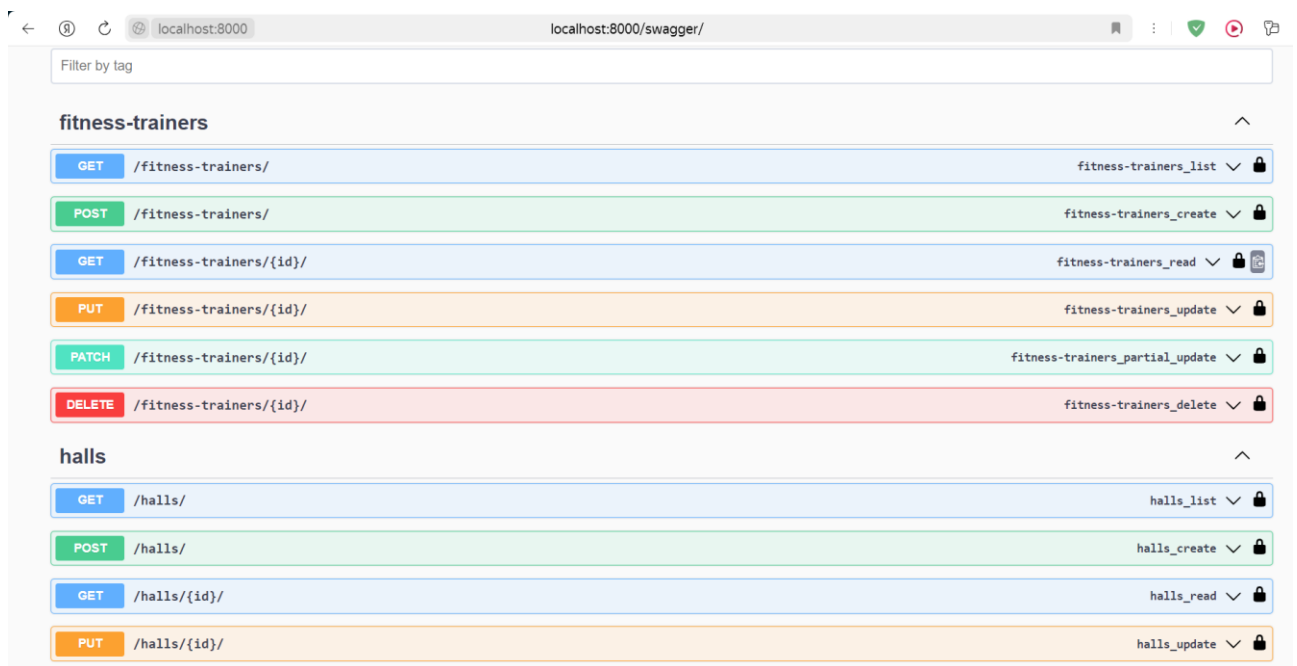 localhost:8000 localhost:8000/swagger/
Filter by tag
fitness-trainers
GET /fitness-trainers/ fitness-trainers_list
POST /fitness-trainers/ fitness-trainers_create
GET /fitness-trainers/{id}/ fitness-trainers_read
PUT /fitness-trainers/{id}/ fitness-trainers_update
PATCH /fitness-trainers/{id}/ fitness-trainers_partial_update
DELETE /fitness-trainers/{id}/ fitness-trainers_delete
halls
GET /halls/ halls_list
POST /halls/ halls_create
GET /halls/{id}/ halls_read
PUT /halls/{id}/ halls_update